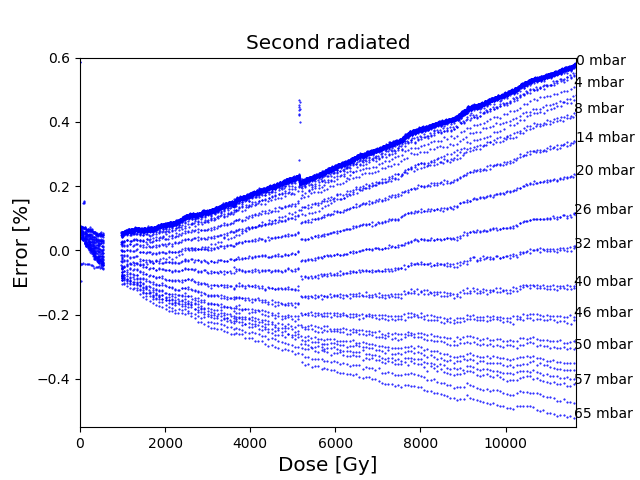 Second radiated
0.6
0.4
0.2
0.0
−0.2
−0.4
Error [%]
0 mbar
4 mbar
8 mbar
14 mbar
20 mbar
26 mbar
32 mbar
40 mbar
46 mbar
50 mbar
57 mbar
65 mbar
0
2000
4000
6000
8000
10000
Dose [Gy]